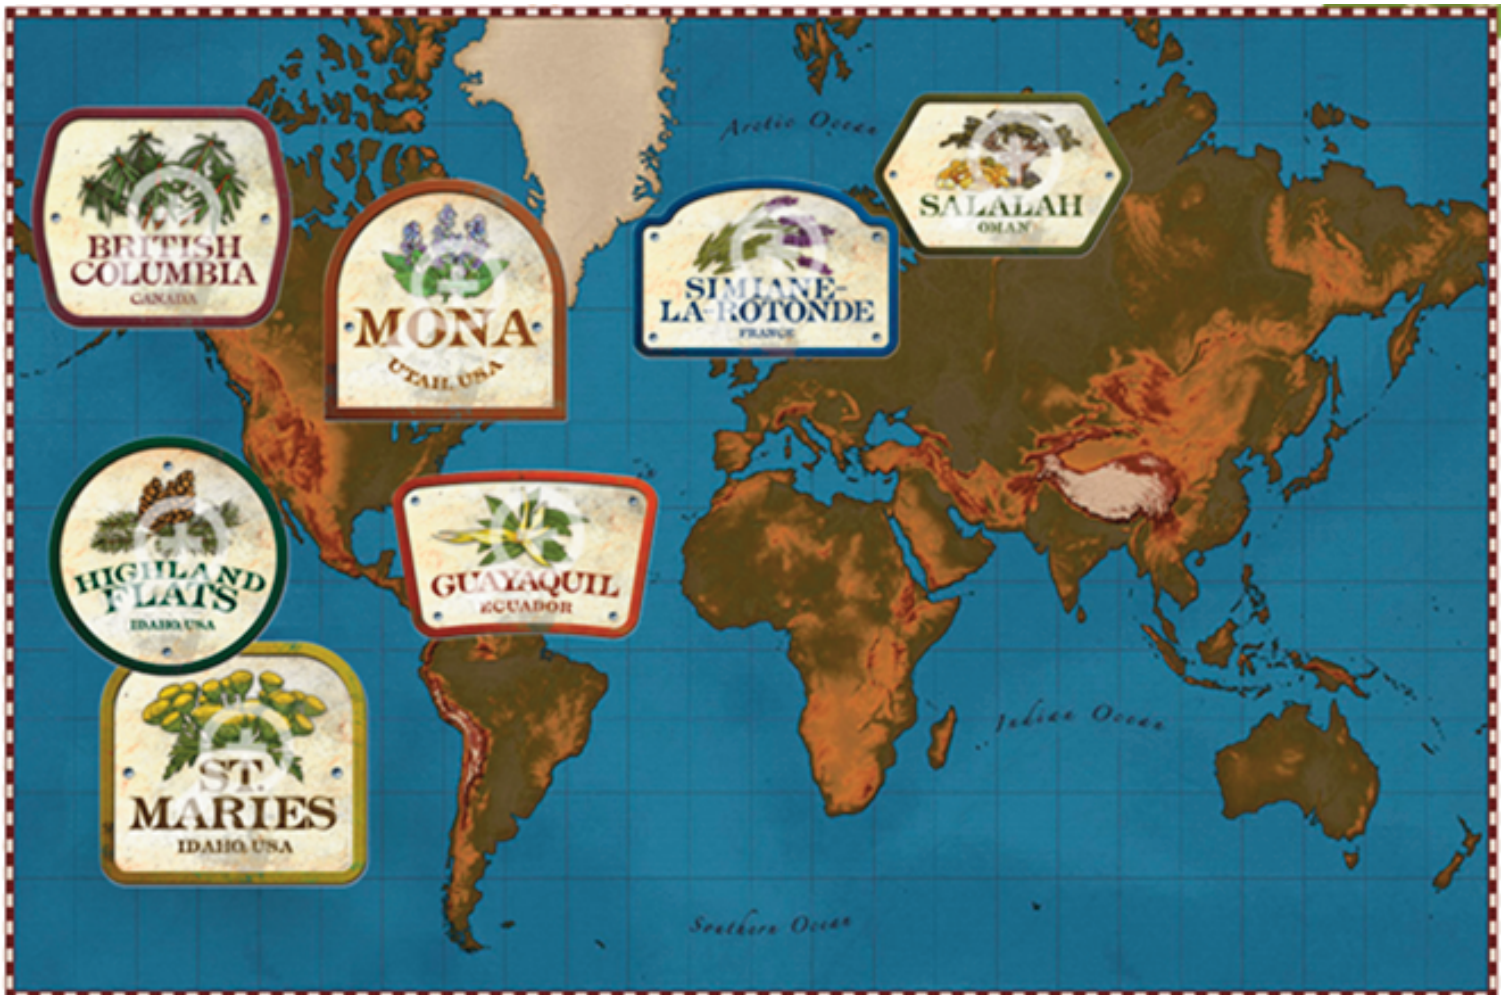 Arctic Ocean
BRITISH
COLUMBIA
CANADA
MONA
UTAH, USA
SIMIANE-
LA-ROTONDE
FRANCE
SALALAH
OMAN
HIGHLAND
FLATS
IDAHO, USA
GUAYAQUIL
ECUADOR
ST.
MARIES
IDAHO, USA
Indian Ocean
Southern Ocean